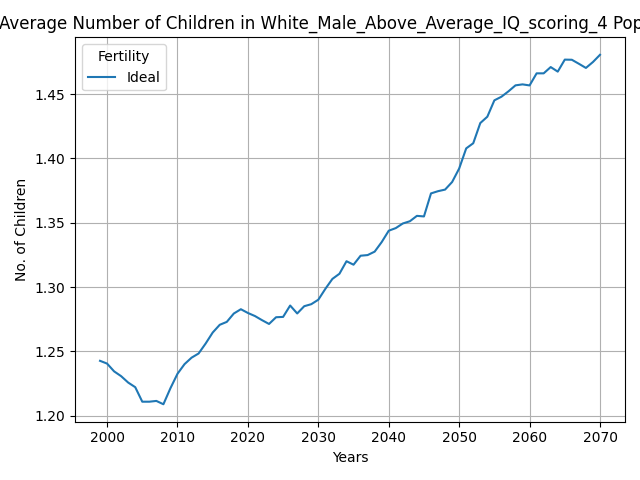 Average Number of Children in White_Male_Above_Average_IQ_scoring_4 Pop
Fertility
Ideal
No. of Children
1.45
1.40
1.35
1.30
1.25
1.20
2000 2010 2020 2030 2040 2050 2060 2070
Years